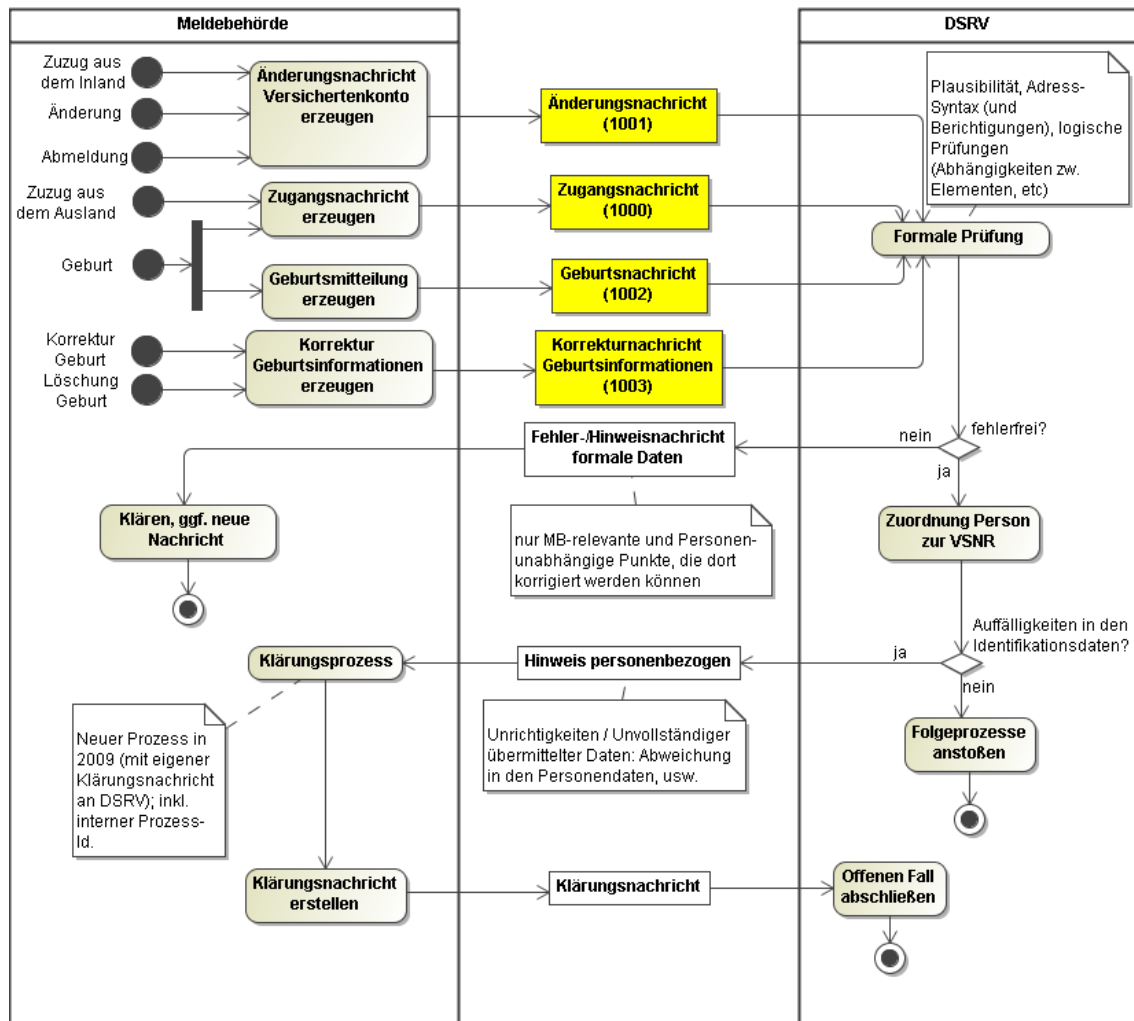 Meldebehörde
DSRV
Zuzug aus
dem Inland
Änderung
Abmeldung
Änderungsnachricht
Versichertenkonto
erzeugen
Änderungsnachricht
(1001)
Plausibilität, Adress-
Syntax (und
Berichtigungen), logische
Prüfungen
(Abhängigkeiten zw.
Elementen, etc)
Zuzug aus
dem Ausland
Zugangsnachricht
erzeugen
Zugangsnachricht
(1000)
Formale Prüfung
Geburt
Geburtsmitteilung
erzeugen
Geburtsnachricht
(1002)
Korrektur
Geburt
Löschung
Geburt
Korrektur
Geburtsinformationen
erzeugen
Korrekturnachricht
Geburtsinformationen
(1003)
fehlerfrei?
nein
ja
Fehler-/Hinweisnachricht
formale Daten
Klären, ggf. neue
Nachricht
nur MB-relevante und Personen-
unabhängige Punkte, die dort
korrigiert werden können
Zuordnung Person
zur VSNR
Auffälligkeiten in den
Identifikationsdaten?
ja
nein
Hinweis personenbezogen
Klärungsprozess
Neuer Prozess in
2009 (mit eigener
Klärungsnachricht
an DSRV); inkl.
interner Prozess-
Id.
Unrichtigkeiten / Unvollständiger
übermittelter Daten: Abweichung
in den Personendaten, usw.
Folgeprozesse
anstoßen
Klärungsnachricht
erstellen
Klärungsnachricht
Offenen Fall
abschließen